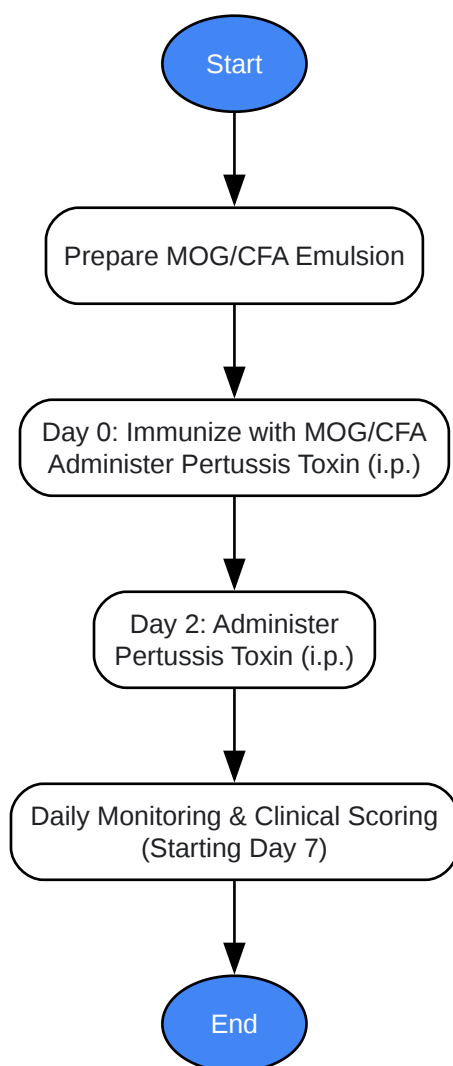 Start
Prepare MOG/CFA Emulsion
Day 0: Immunize with MOG/CFA
Administer Pertussis Toxin (i.p.)
Day 2: Administer
Pertussis Toxin (i.p.)
Daily Monitoring & Clinical Scoring
(Starting Day 7)
End